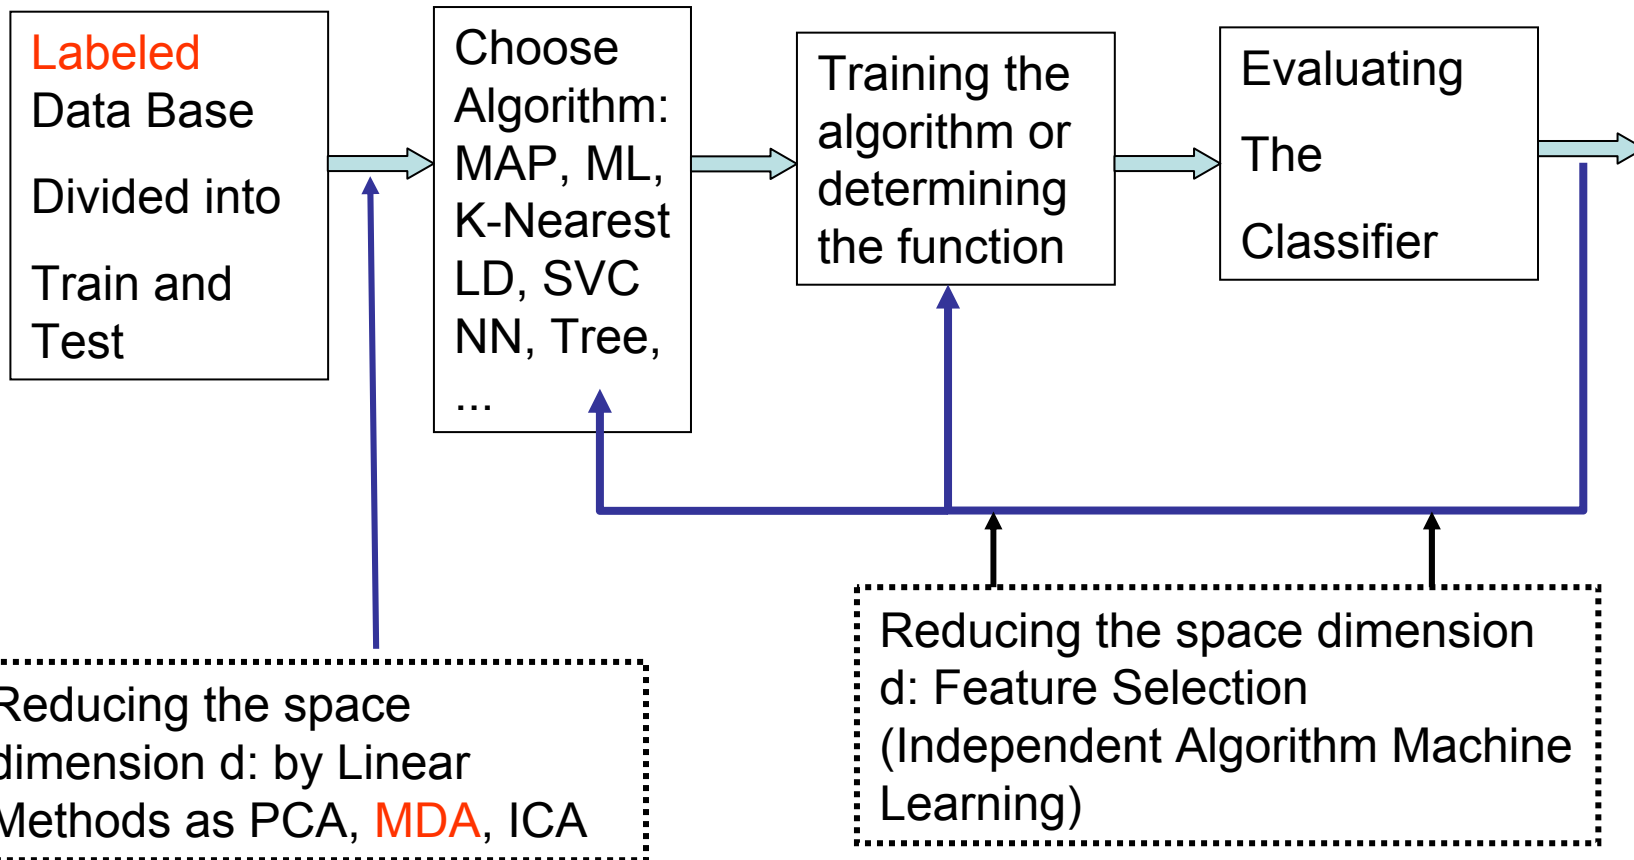 Labeled
Data Base
Divided into
Train and
Test
Choose
Algorithm:
MAP, ML,
K-Nearest
LD, SVC
NN, Tree,
...
Training the
algorithm or
determining
the function
Evaluating
The
Classifier
Reducing the space
dimension d: by Linear
Methods as PCA, MDA, ICA
Reducing the space dimension
d: Feature Selection
(Independent Algorithm Machine
Learning)